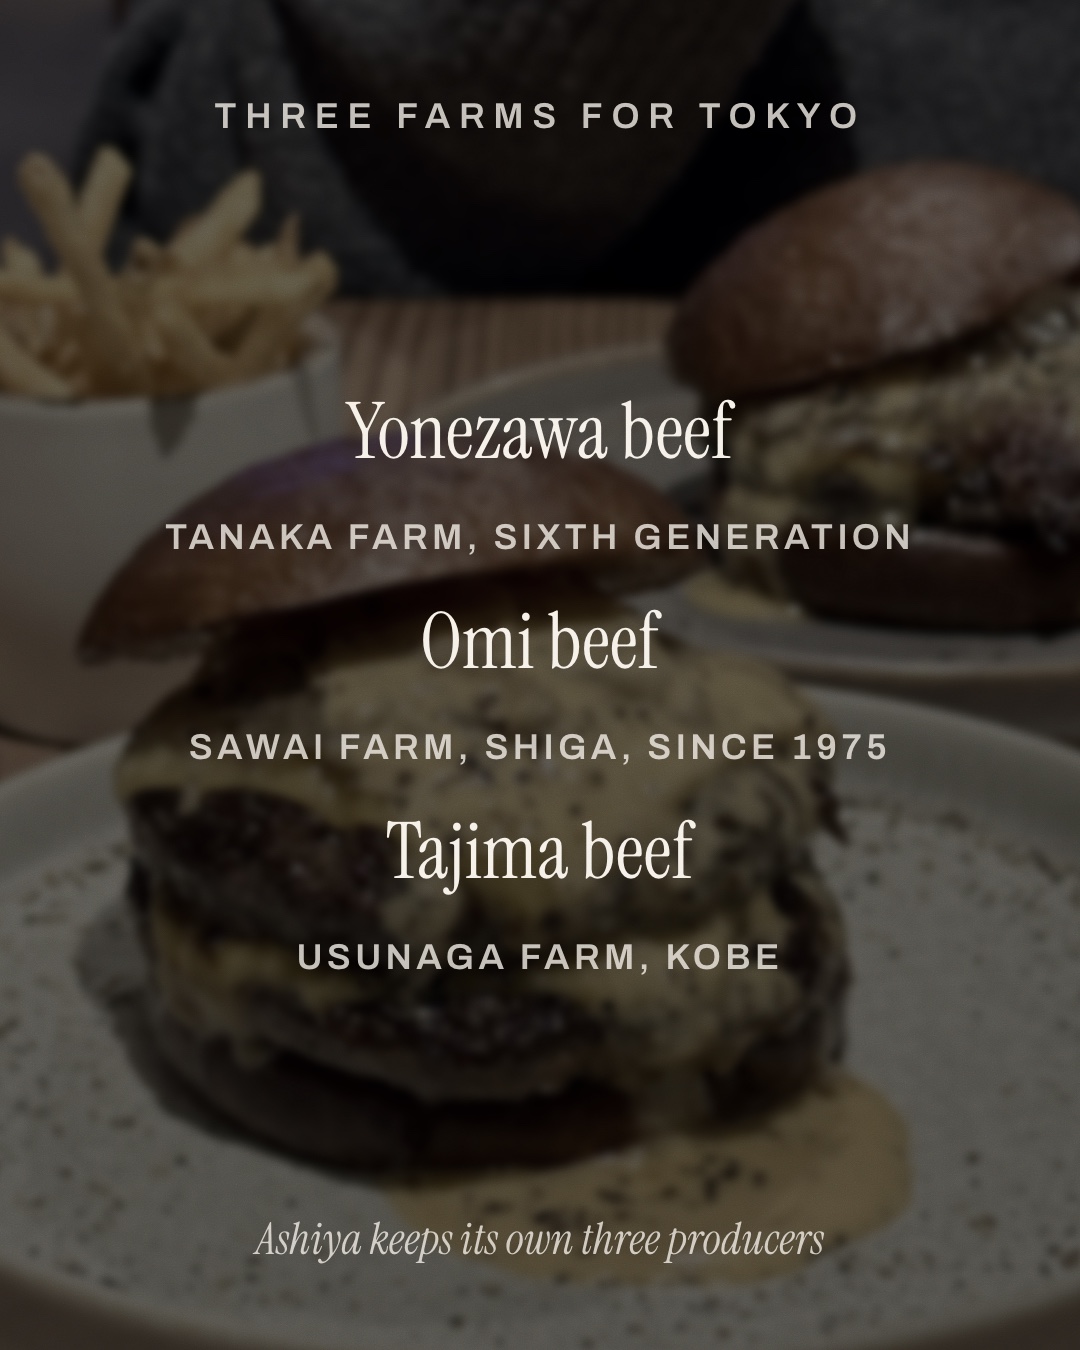 THREE FARMS FOR TOKYO
Yonezawa beef
TANAKA FARM, SIXTH GENERATION
Omi beef
SAWAI FARM, SHIGA, SINCE 1975
Tajima beef
USUNAGA FARM, KOBE
Ashiya keeps its own three producers